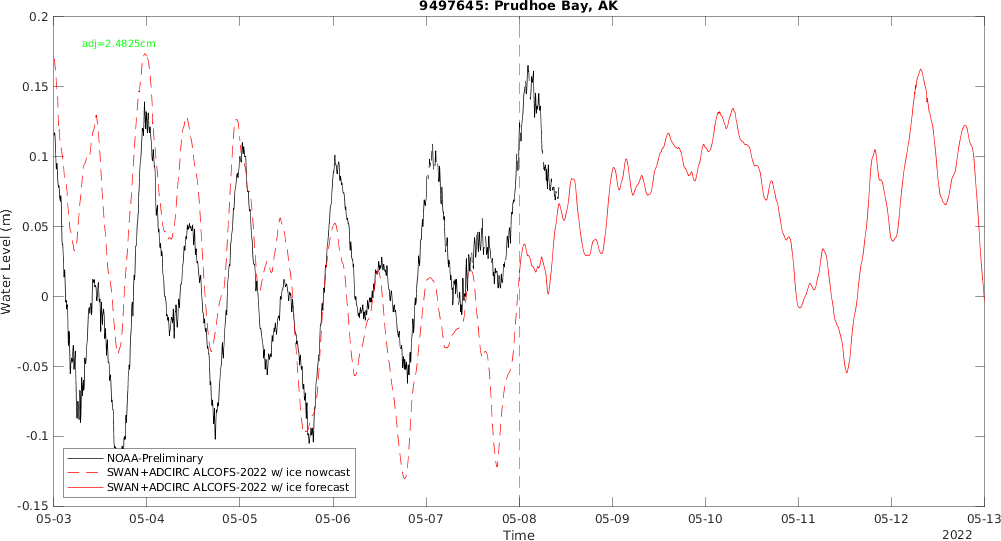 9497645: Prudhoe Bay, AK
adj=2.4825cm
0.2
0.15
0.1
0.05
0
-0.05
-0.1
-0.15
Water Level (m)
NOAA-Preliminary
SWAN+ADCIRC ALCOFS-2022 w/ ice nowcast
SWAN+ADCIRC ALCOFS-2022 w/ ice forecast
05-03 05-04 05-05 05-06 05-07 05-08 05-09 05-10 05-11 05-12 05-13
Time
2022